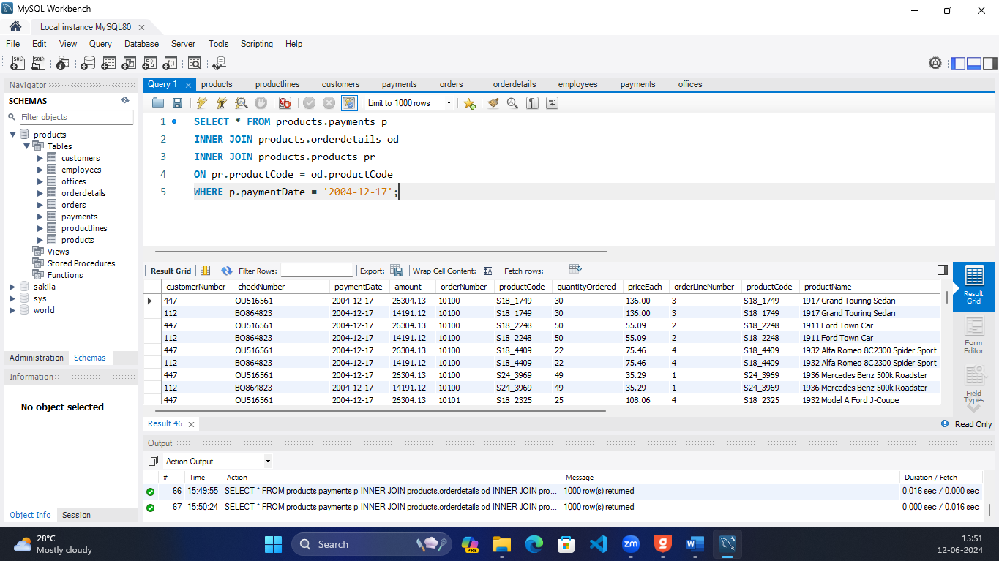 MySQL Workbench
Local instance MySQL80
File Edit View Query Database Server Tools Scripting Help
Navigator
SCHEMAS
Filter objects
products
Tables
customers
employees
offices
orderdetails
orders
payments
productlines
products
Views
Stored Procedures
Functions
sakila
sys
world
Administration Schemas
Information
No object selected
Object Info Session
Query 1 products productlines customers payments orders orderdetails employees payments offices
Limit to 1000 rows
1 SELECT * FROM products.payments p
2 INNER JOIN products.orderdetails od
3 INNER JOIN products.products pr
4 ON pr.productCode = od.productCode
5 WHERE p.paymentDate = '2004-12-17';
Result Grid Filter Rows: Export: Wrap Cell Content: Fetch rows:
customerNumber checkNumber paymentDate amount orderNumber productCode quantityOrdered priceEach orderLineNumber productCode productName
447 OU516561 2004-12-17 26304.13 10100 S18_1749 30 136.00 3 S18_1749 1917 Grand Touring Sedan
112 BO864823 2004-12-17 14191.12 10100 S18_1749 30 136.00 3 S18_1749 1917 Grand Touring Sedan
447 OU516561 2004-12-17 26304.13 10100 S18_2248 50 55.09 2 S18_2248 1911 Ford Town Car
112 BO864823 2004-12-17 14191.12 10100 S18_2248 50 55.09 2 S18_2248 1911 Ford Town Car
447 OU516561 2004-12-17 26304.13 10100 S18_4409 22 75.46 4 S18_4409 1932 Alfa Romeo 8C2300 Spider Sport
112 BO864823 2004-12-17 14191.12 10100 S18_4409 22 75.46 4 S18_4409 1932 Alfa Romeo 8C2300 Spider Sport
447 OU516561 2004-12-17 26304.13 10100 S24_3969 49 35.29 1 S24_3969 1936 Mercedes Benz 500k Roadster
112 BO864823 2004-12-17 14191.12 10100 S24_3969 49 35.29 1 S24_3969 1936 Mercedes Benz 500k Roadster
447 OU516561 2004-12-17 26304.13 10101 S18_2325 25 108.06 4 S18_2325 1932 Model A Ford J-Coupe
Result
Grid
Form
Editor
Field
Types
Result 46
Read Only
Output
Action Output
# Time Action Message Duration / Fetch
66 15:49:55 SELECT * FROM products.payments p INNER JOIN products.orderdetails od INNER JOIN pro... 1000 row(s) returned 0.016 sec / 0.000 sec
67 15:50:24 SELECT * FROM products.payments p INNER JOIN products.orderdetails od INNER JOIN pro... 1000 row(s) returned 0.000 sec / 0.016 sec
28°C
Mostly cloudy
Search
PRE
zm
15:51
12-06-2024